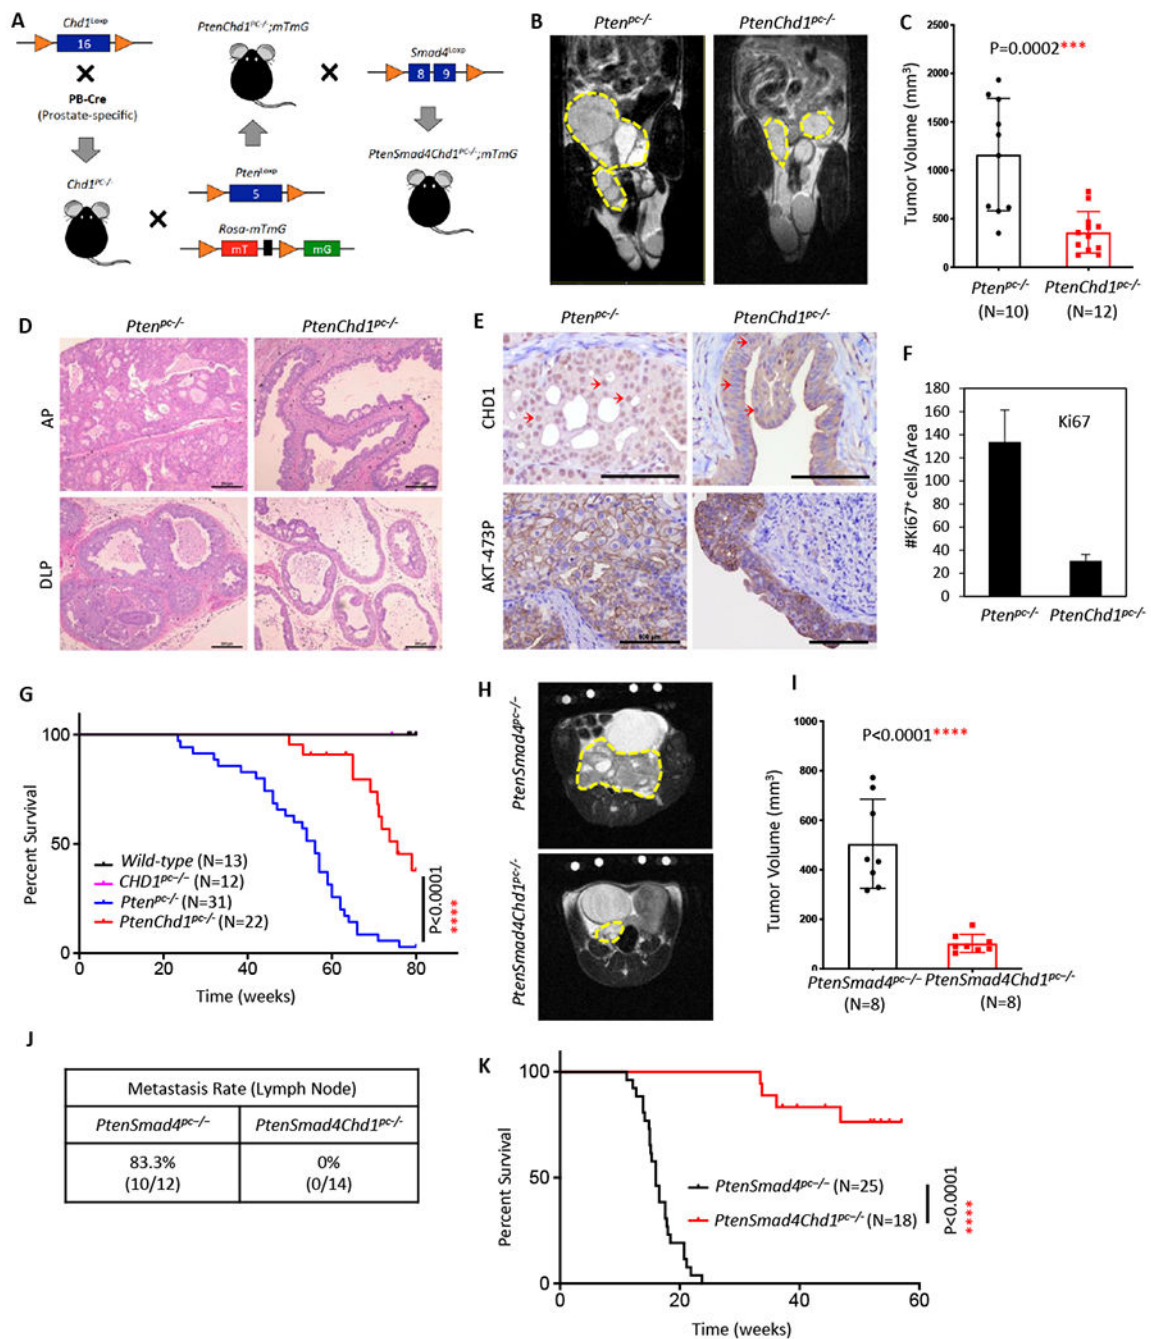 A
Chd1Loxp
16
PB-Cre
(Prostate-specific)
Chd1PC-/-
PtenChd1PC-/-;mTmG
PtenLoxp
5
Rosa-mTmG
mT
mG
Smad4Loxp
8 9
PtenSmad4Chd1PC-/-;mTmG
B
Ptenpc-/- PtenChd1pc-/-
C
P=0.0002***
Tumor Volume (mm3)
2500
2000
1500
1000
500
0
Ptenpc-/- PtenChd1pc-/-
(N=10) (N=12)
D
Ptenpc-/- PtenChd1pc-/-
AP
DLP
E
Ptenpc-/- PtenChd1pc-/-
CHD1
AKT-473P
F
Ki67
#Ki67+ cells/Area
180
160
140
120
100
80
60
40
20
0
Ptenpc-/- PtenChd1pc-/-
G
Percent Survival
100
50
0
Wild-type (N=13)
CHD1pc-/- (N=12)
Ptenpc-/- (N=31)
PtenChd1pc-/- (N=22)
P<0.0001
****
0 20 40 60 80
Time (weeks)
H
PtenSmad4pc-/-
PtenSmad4Chd1pc-/-
I
P<0.0001****
Tumor Volume (mm3)
1000
800
600
400
200
0
PtenSmad4pc-/- PtenSmad4Chd1pc-/-
(N=8) (N=8)
J
Metastasis Rate (Lymph Node)
PtenSmad4pc-/- PtenSmad4Chd1pc-/-
83.3% 0%
(10/12) (0/14)
K
Percent Survival
100
50
0
PtenSmad4pc-/- (N=25)
PtenSmad4Chd1pc-/- (N=18)
P<0.0001
****
0 20 40 60
Time (weeks)